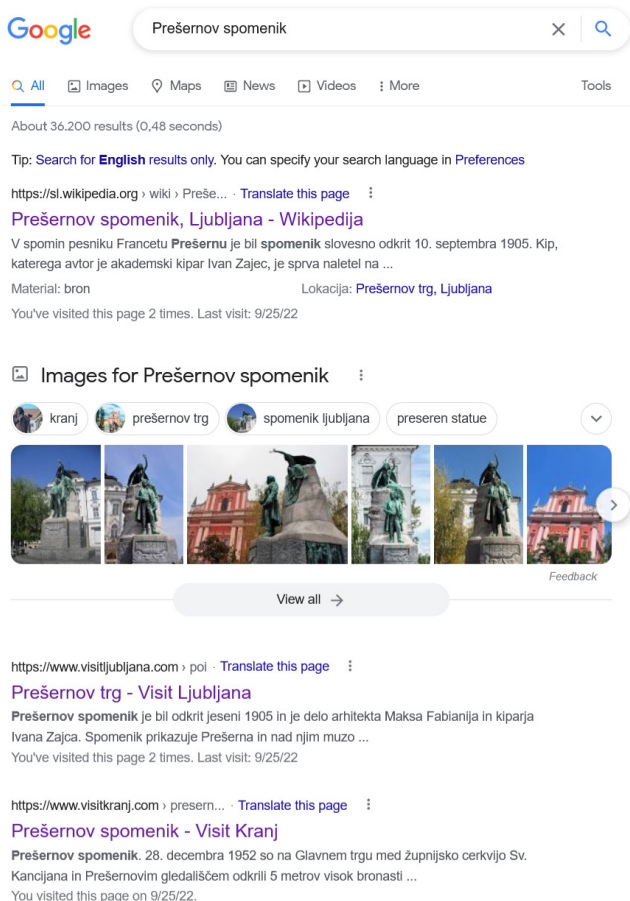 Google
Prešernov spomenik
All Images Maps News Videos More Tools
About 36.200 results (0,48 seconds)
Tip: Search for English results only. You can specify your search language in Preferences
https://sl.wikipedia.org › wiki › Preše... · Translate this page
Prešernov spomenik, Ljubljana - Wikipedija
V spomin pesniku Francetu Prešernu je bil spomenik slovesno odkrit 10. septembra 1905. Kip,
katerega avtor je akademski kipar Ivan Zajec, je sprva naletel na ...
Material: bron Lokacija: Prešernov trg, Ljubljana
You've visited this page 2 times. Last visit: 9/25/22
Images for Prešernov spomenik
kranj prešernov trg spomenik ljubljana preseren statue
Feedback
View all
https://www.visitljubljana.com › poi · Translate this page
Prešernov trg - Visit Ljubljana
Prešernov spomenik je bil odkrit jeseni 1905 in je delo arhitekta Maksa Fabianija in kiparja
Ivana Zajca. Spomenik prikazuje Prešerna in nad njim muzo ...
You've visited this page 2 times. Last visit: 9/25/22
https://www.visitkranj.com › presern... · Translate this page
Prešernov spomenik - Visit Kranj
Prešernov spomenik. 28. decembra 1952 so na Glavnem trgu med župnijsko cerkvijo Sv.
Kancijana in Prešernovim gledališčem odkrili 5 metrov visok bronasti ...
You visited this page on 9/25/22.